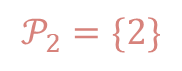 𝒫₂ = {2}